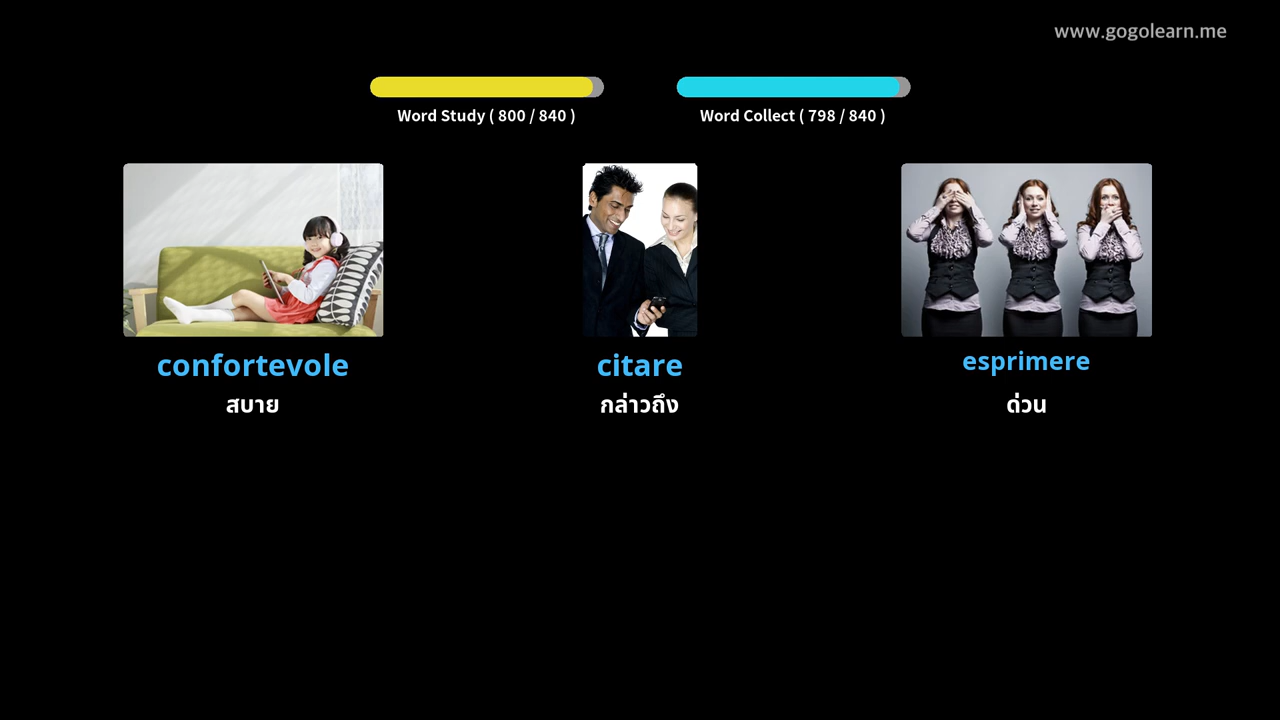 www.gogolearn.me
Word Study ( 800 / 840 )
Word Collect ( 798 / 840 )
confortevole
citare
esprimere
สบาย
กล่าวถึง
ด่วน